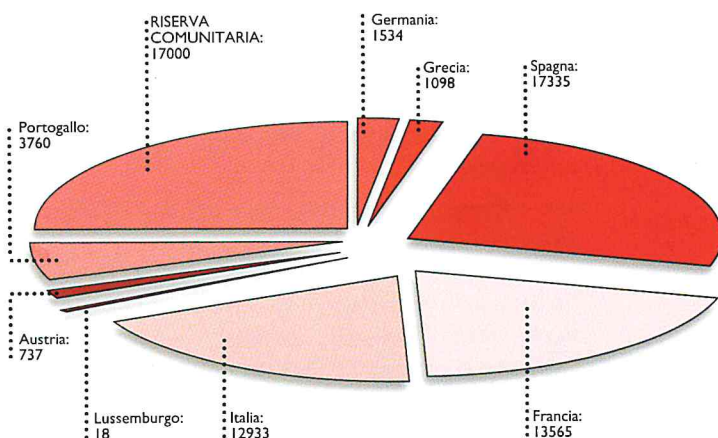 RISERVA
COMUNITARIA:
17000
Germania:
1534
Grecia:
1098
Spagna:
17335
Portogallo:
3760
Austria:
737
Lussemburgo:
18
Italia:
12933
Francia:
13565